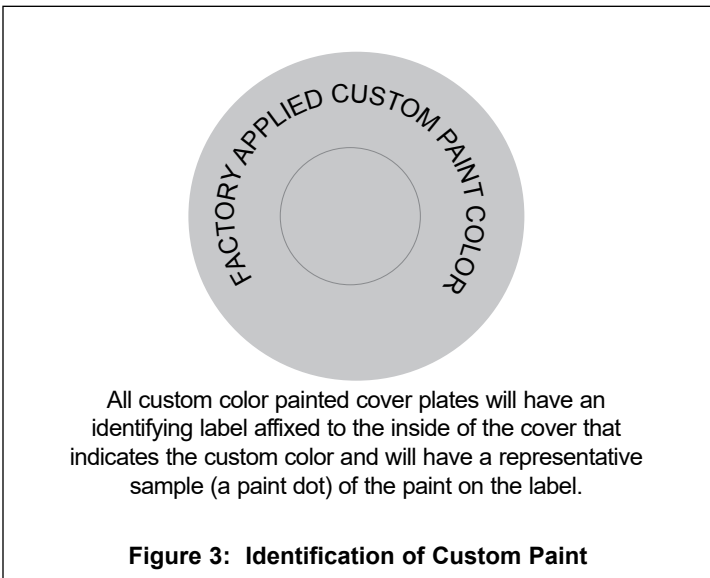 FACTORY APPLIED CUSTOM PAINT COLOR
All custom color painted cover plates will have an
identifying label affixed to the inside of the cover that
indicates the custom color and will have a representative
sample (a paint dot) of the paint on the label.
Figure 3: Identification of Custom Paint